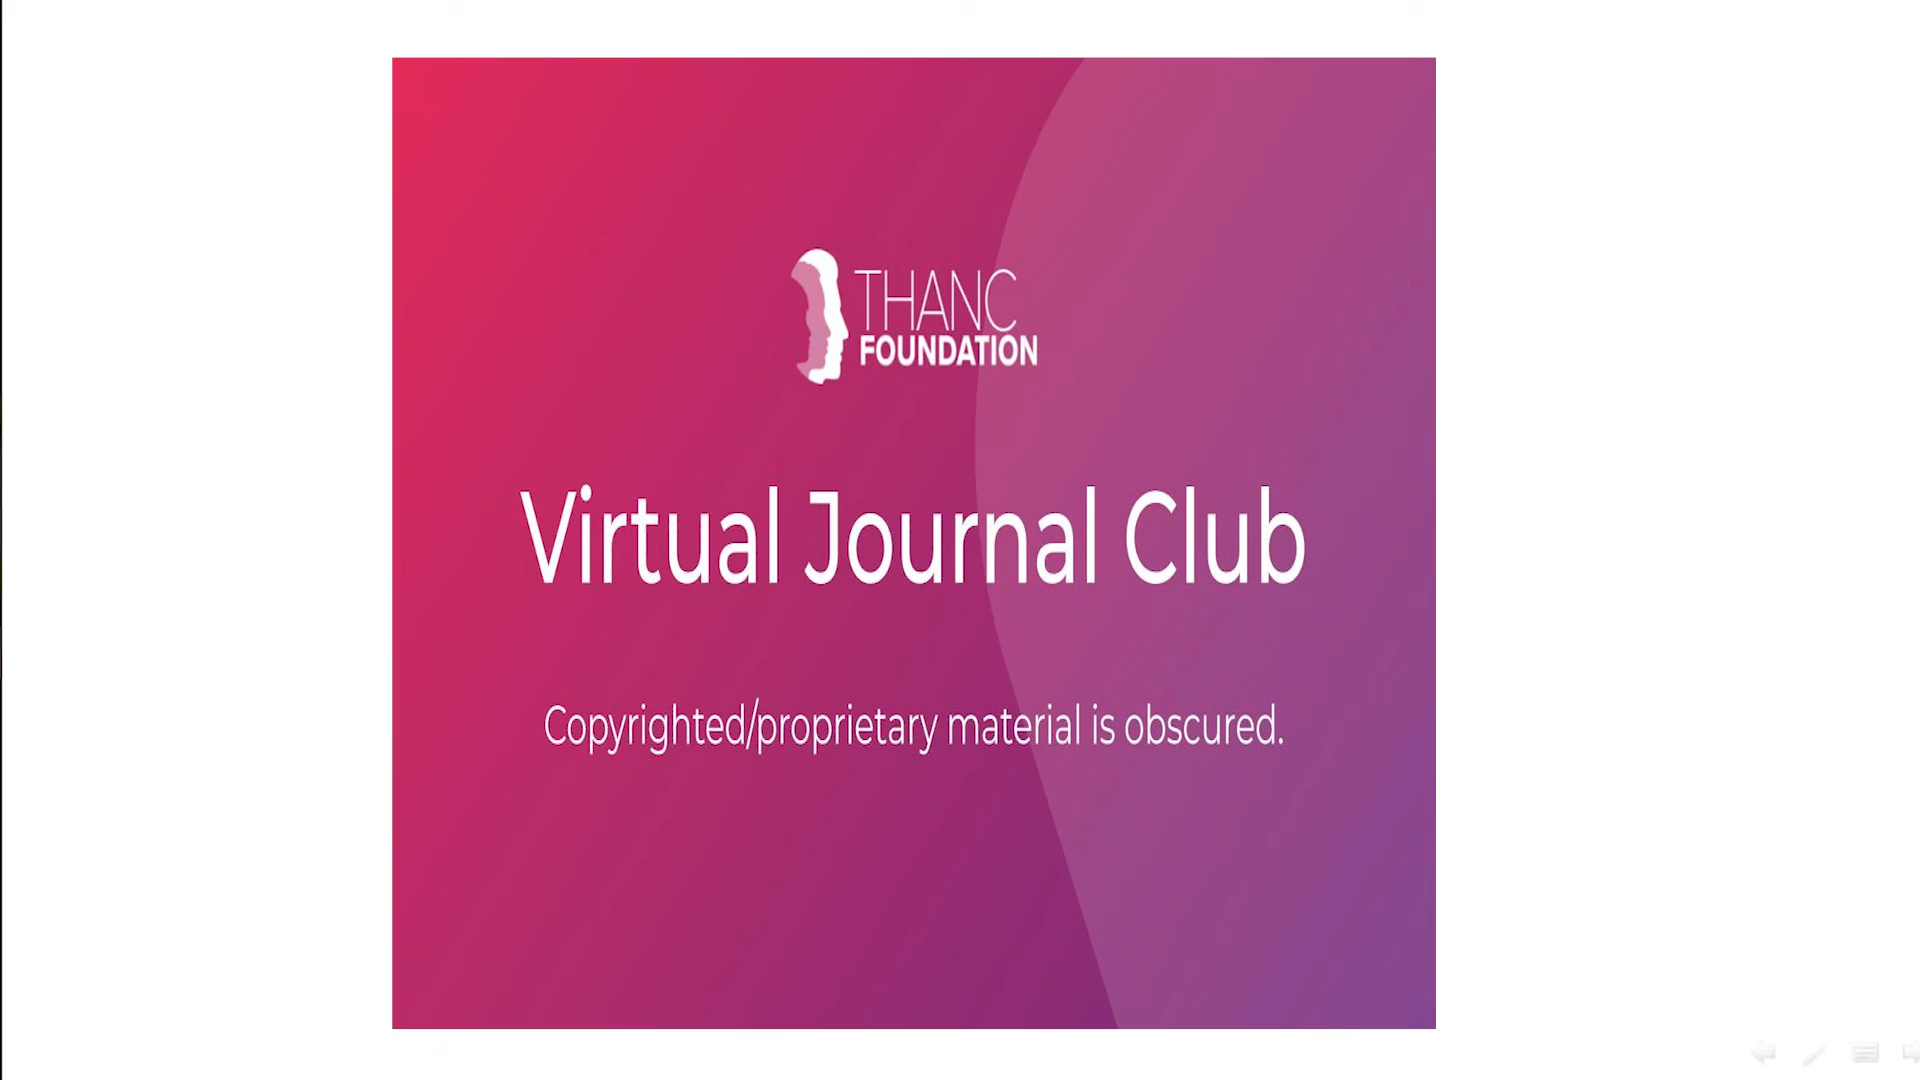 THANC
FOUNDATION
Virtual Journal Club
Copyrighted/proprietary material is obscured.